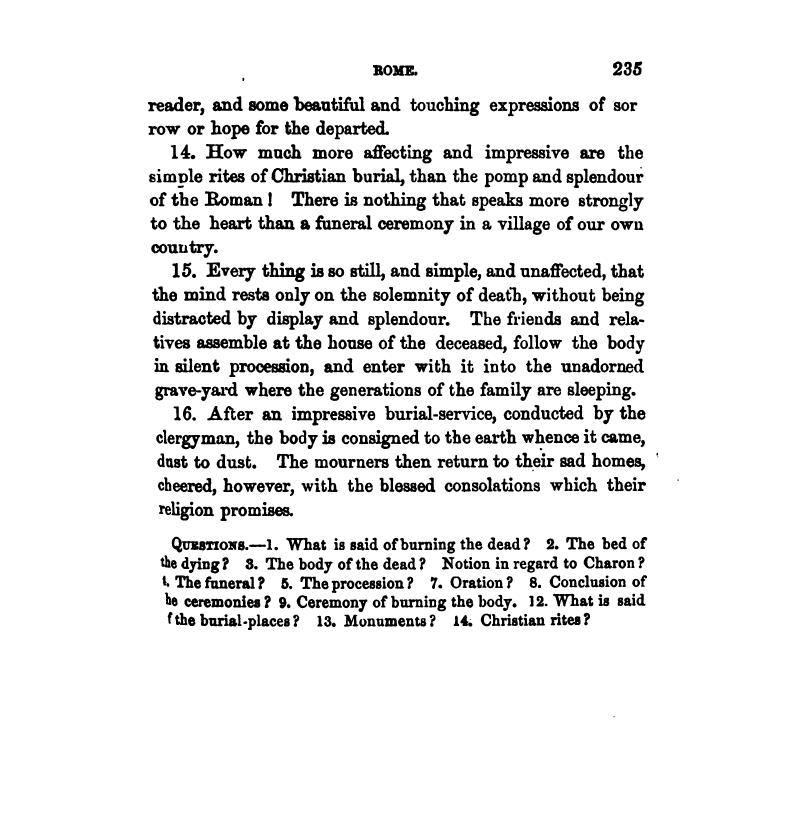 ROME. 235
reader, and some beautiful and touching expressions of sor
row or hope for the departed.
14. How much more affecting and impressive are the
simple rites of Christian burial, than the pomp and splendour
of the Roman! There is nothing that speaks more strongly
to the heart than a funeral ceremony in a village of our own
country.
15. Every thing is so still, and simple, and unaffected, that
the mind rests only on the solemnity of death, without being
distracted by display and splendour. The friends and rela-
tives assemble at the house of the deceased, follow the body
in silent procession, and enter with it into the unadorned
grave-yard where the generations of the family are sleeping.
16. After an impressive burial-service, conducted by the
clergyman, the body is consigned to the earth whence it came,
dust to dust. The mourners then return to their sad homes,
cheered, however, with the blessed consolations which their
religion promises.
QUESTIONS.—1. What is said of burning the dead? 2. The bed of
the dying? 3. The body of the dead? Notion in regard to Charon?
4. The funeral? 5. The procession? 7. Oration? 8. Conclusion of
he ceremonies? 9. Ceremony of burning the body. 12. What is said
f the burial-places? 13. Monuments? 14. Christian rites?